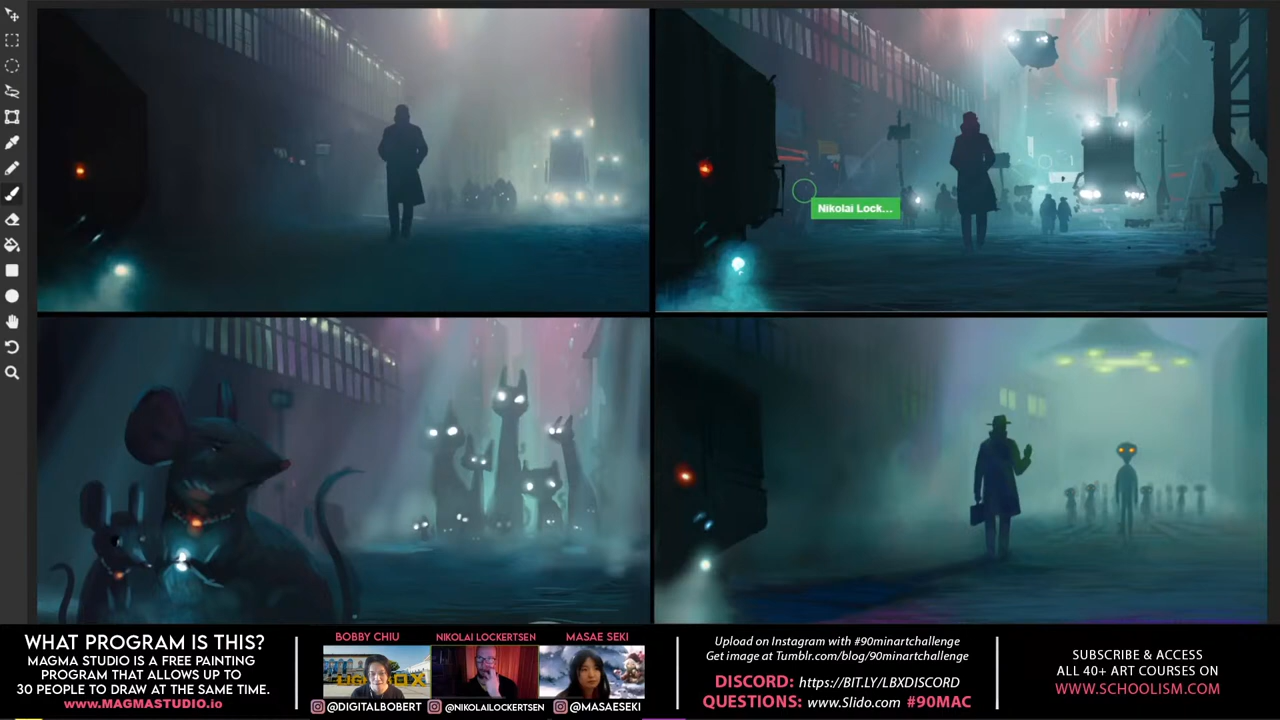 Nikolai Lock...
WHAT PROGRAM IS THIS?
MAGMA STUDIO IS A FREE PAINTING
PROGRAM THAT ALLOWS UP TO
30 PEOPLE TO DRAW AT THE SAME TIME.
www.MAGMASTUDIO.io
BOBBY CHIU
@DIGITALBOBERT
NIKOLAI LOCKERTSEN
@NIKOLAILOCKERTSEN
MASAE SEKI
@MASAESEKI
Upload on Instagram with #90minartchallenge
Get image at Tumblr.com/blog/90minartchallenge
DISCORD: https://BIT.LY/LBXDISCORD
QUESTIONS: www.Slido.com #90MAC
SUBSCRIBE & ACCESS
ALL 40+ ART COURSES ON
WWW.SCHOOLISM.COM